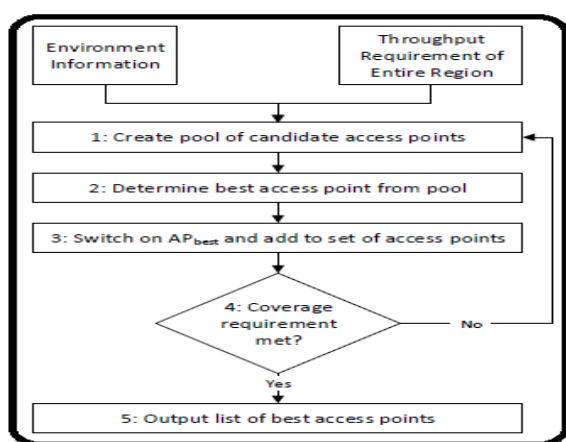 Environment
Information
Throughput
Requirement of
Entire Region
1: Create pool of candidate access points
2: Determine best access point from pool
3: Switch on APbest and add to set of access points
4: Coverage
requirement
met?
No
Yes
5: Output list of best access points